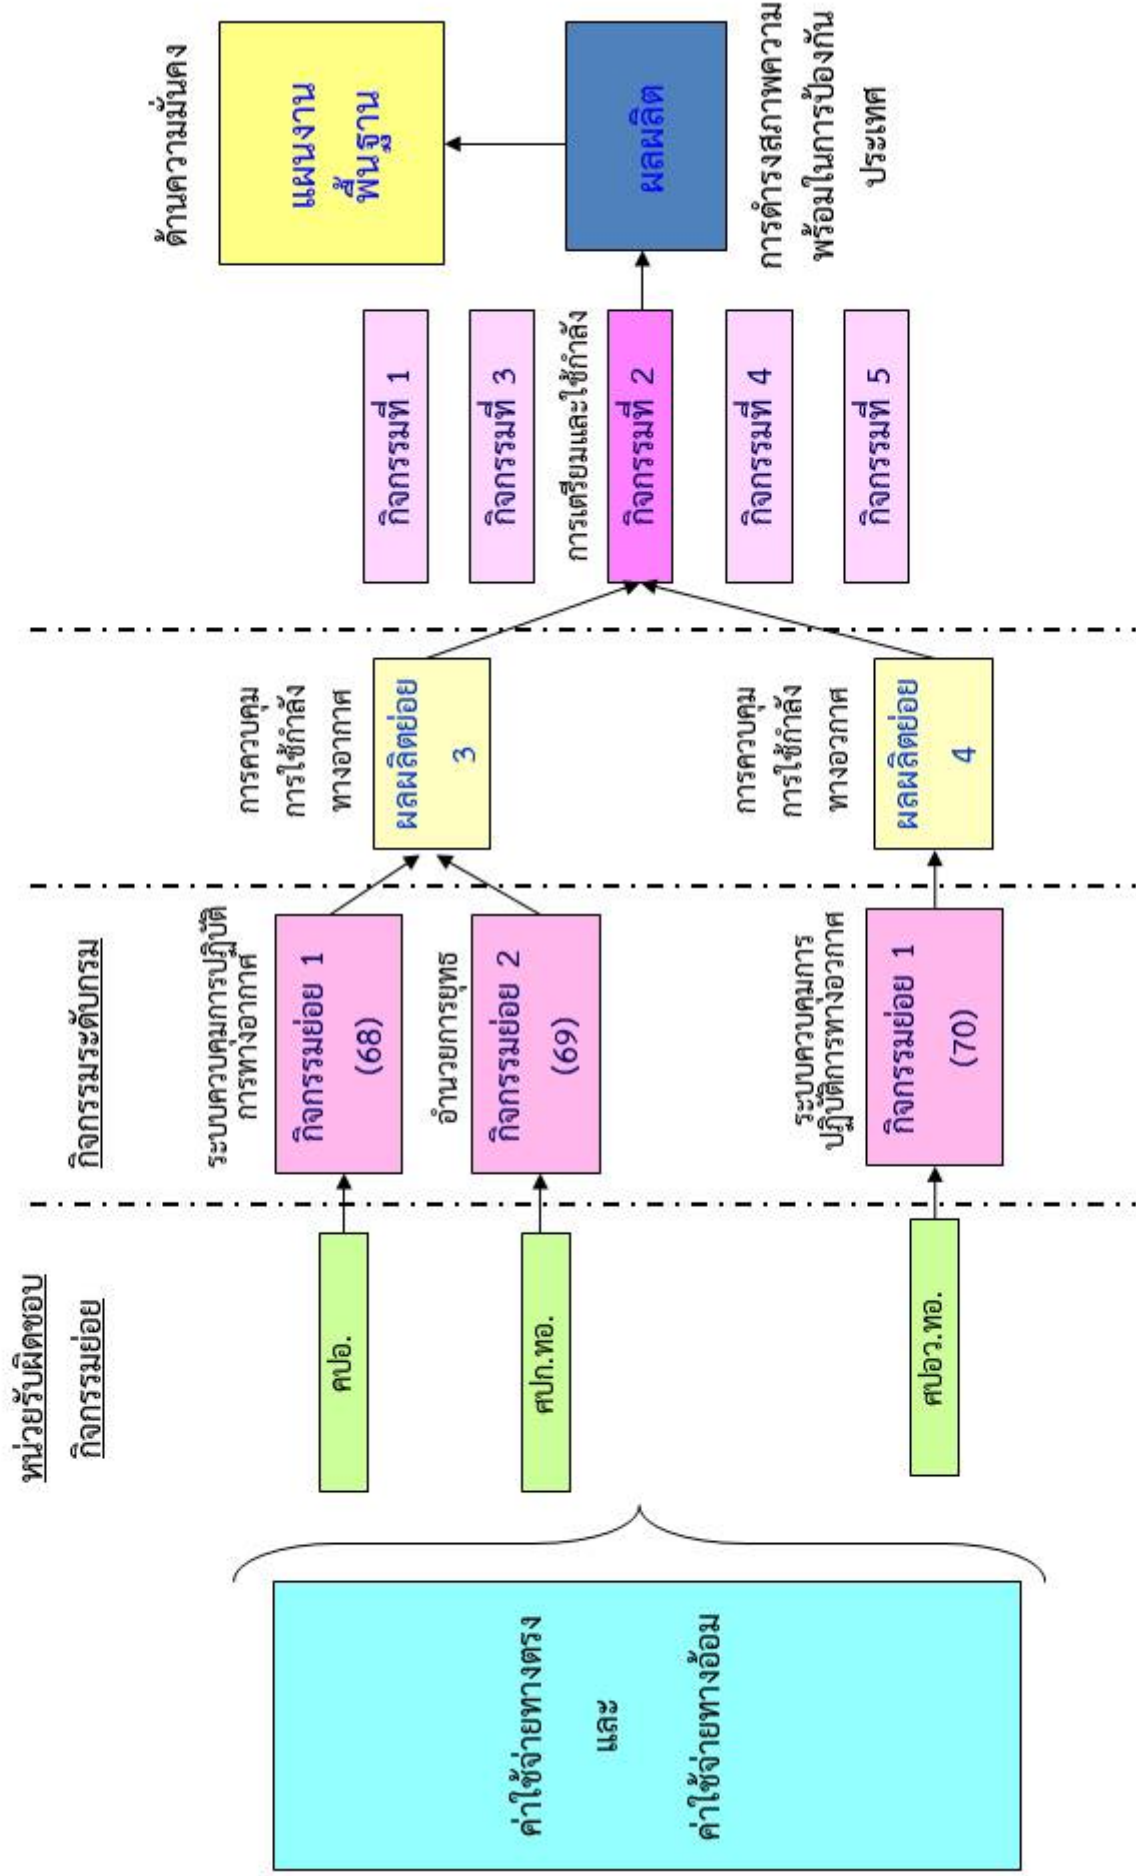 หน่วยรับผิดชอบ
กิจกรรมย่อย
กิจกรรมระดับกรม
ค่าใช้จ่ายทางตรง
และ
ค่าใช้จ่ายทางอ้อม
คปอ.
ศปก.ทอ.
ศปอว.ทอ.
ระบบควบคุมการปฏิบัติ
การทางอากาศ
กิจกรรมย่อย 1
(68)
อำนวยการยุทธ
กิจกรรมย่อย 2
(69)
ระบบควบคุมการ
ปฏิบัติการทางอวกาศ
กิจกรรมย่อย 1
(70)
การควบคุม
การใช้กำลัง
ทางอากาศ
ผลผลิตย่อย
3
การควบคุม
การใช้กำลัง
ทางอวกาศ
ผลผลิตย่อย
4
กิจกรรมที่ 1
กิจกรรมที่ 3
การเตรียมและใช้กำลัง
กิจกรรมที่ 2
กิจกรรมที่ 4
กิจกรรมที่ 5
ด้านความมั่นคง
แผนงาน
พื้นฐาน
ผลผลิต
การดำรงสภาพความ
พร้อมในการป้องกัน
ประเทศ